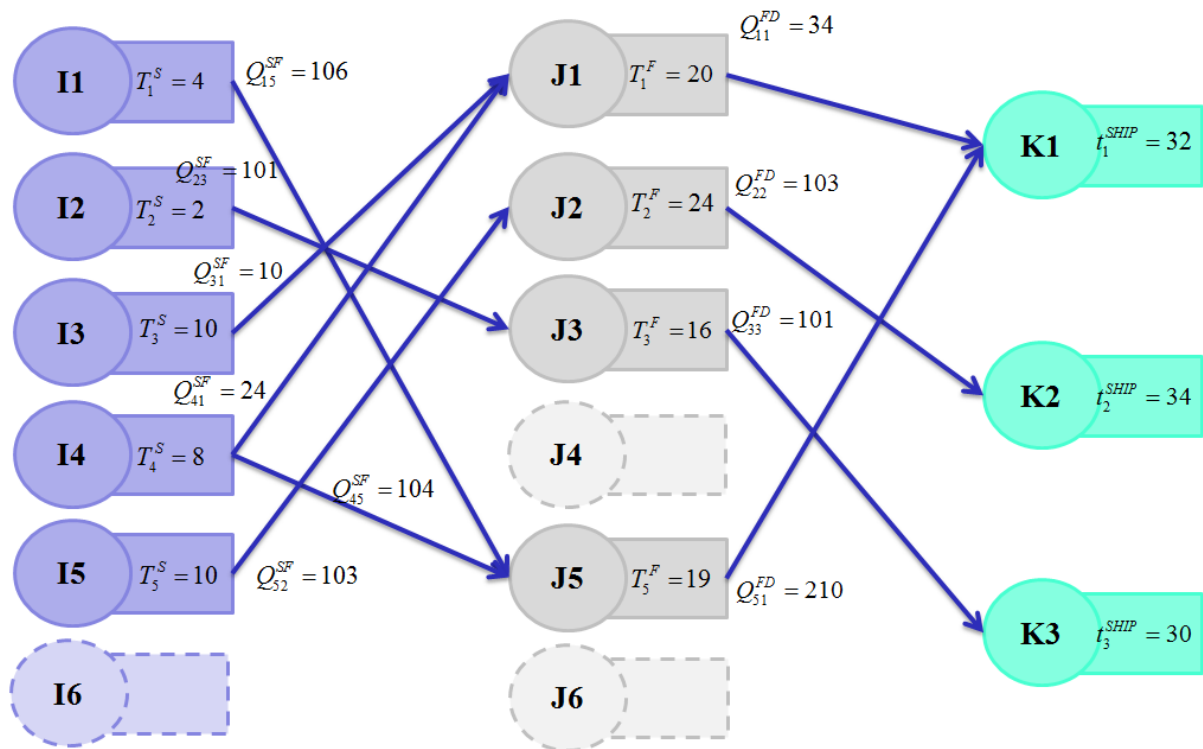 I1
T_1^S = 4
Q_15^SF = 106
I2
T_2^S = 2
Q_23^SF = 101
I3
T_3^S = 10
Q_31^SF = 10
I4
T_4^S = 8
Q_41^SF = 24
Q_45^SF = 104
I5
T_5^S = 10
Q_52^SF = 103
I6
J1
T_1^F = 20
Q_11^FD = 34
J2
T_2^F = 24
Q_22^FD = 103
J3
T_3^F = 16
Q_33^FD = 101
J4
J5
T_5^F = 19
Q_51^FD = 210
J6
K1
t_1^SHIP = 32
K2
t_2^SHIP = 34
K3
t_3^SHIP = 30